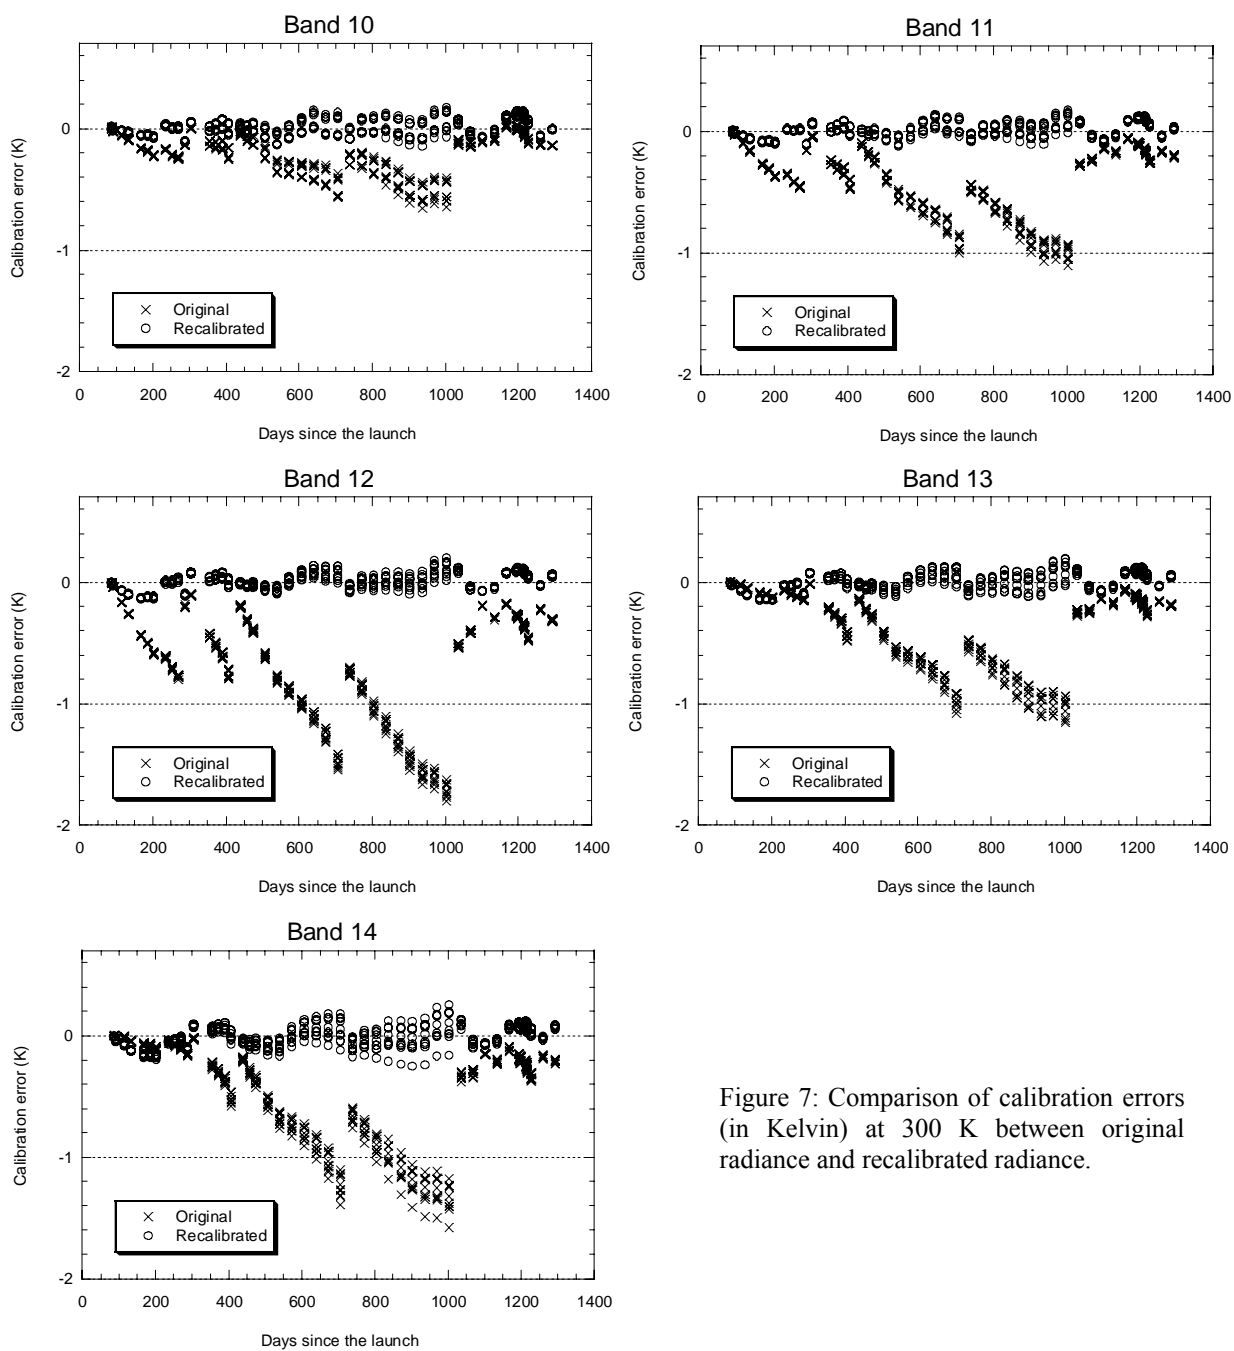 Band 10
Calibration error (K)
0
-1
-2
Original
Recalibrated
0 200 400 600 800 1000 1200 1400
Days since the launch
Band 11
Calibration error (K)
0
-1
-2
Original
Recalibrated
0 200 400 600 800 1000 1200 1400
Days since the launch
Band 12
Calibration error (K)
0
-1
-2
Original
Recalibrated
0 200 400 600 800 1000 1200 1400
Days since the launch
Band 13
Calibration error (K)
0
-1
-2
Original
Recalibrated
0 200 400 600 800 1000 1200 1400
Days since the launch
Band 14
Calibration error (K)
0
-1
-2
Original
Recalibrated
0 200 400 600 800 1000 1200 1400
Days since the launch
Figure 7: Comparison of calibration errors
(in Kelvin) at 300 K between original
radiance and recalibrated radiance.